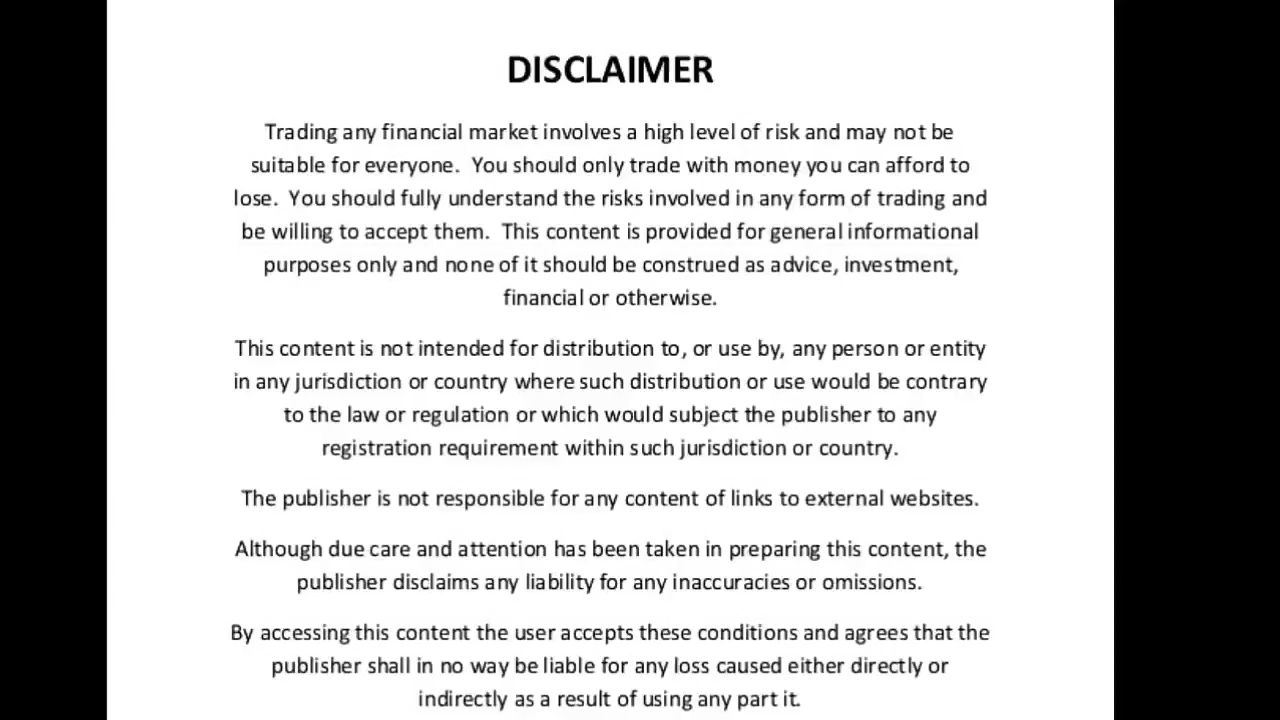 DISCLAIMER
Trading any financial market involves a high level of risk and may not be
suitable for everyone.  You should only trade with money you can afford to
lose.  You should fully understand the risks involved in any form of trading and
be willing to accept them.  This content is provided for general informational
purposes only and none of it should be construed as advice, investment,
financial or otherwise.
This content is not intended for distribution to, or use by, any person or entity
in any jurisdiction or country where such distribution or use would be contrary
to the law or regulation or which would subject the publisher to any
registration requirement within such jurisdiction or country.
The publisher is not responsible for any content of links to external websites.
Although due care and attention has been taken in preparing this content, the
publisher disclaims any liability for any inaccuracies or omissions.
By accessing this content the user accepts these conditions and agrees that the
publisher shall in no way be liable for any loss caused either directly or
indirectly as a result of using any part it.